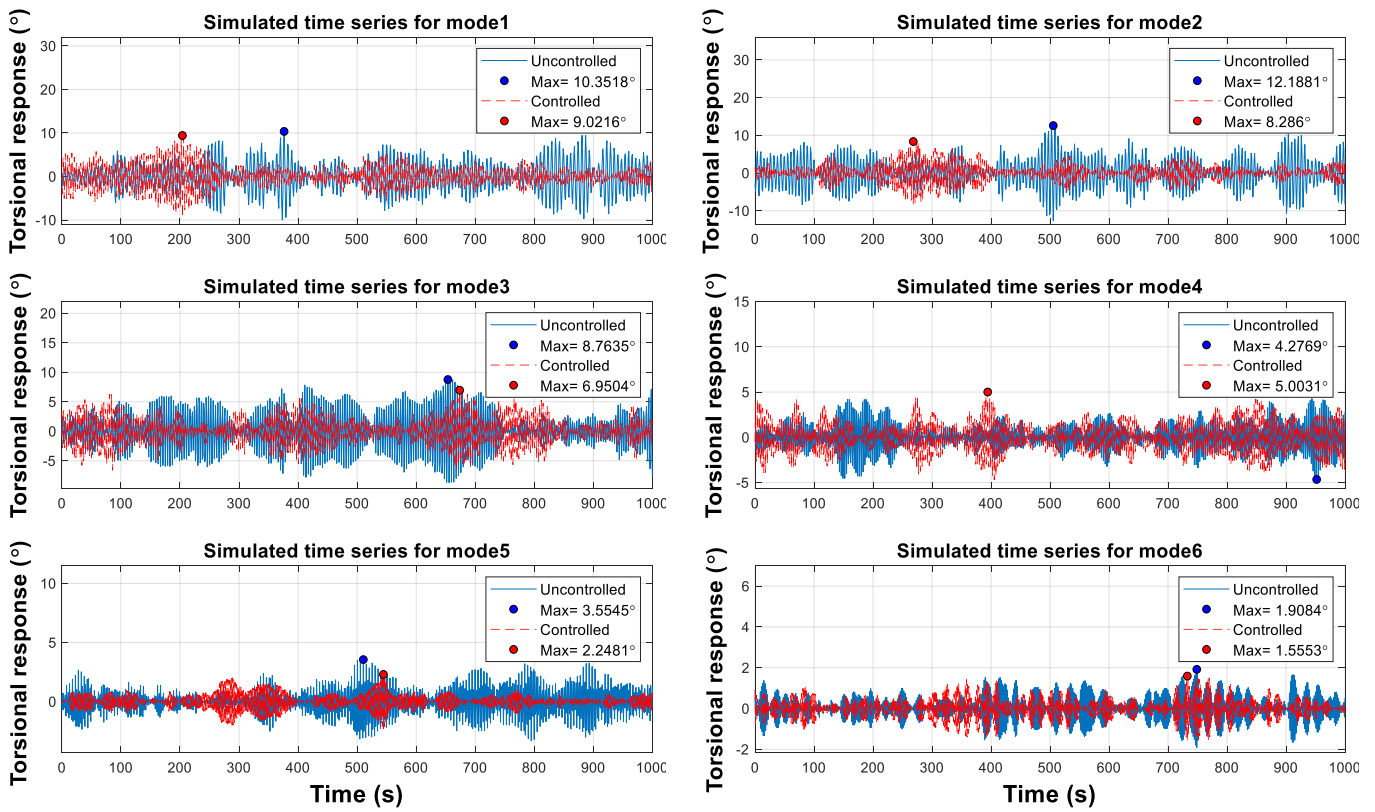 Simulated time series for mode1
Torsional response (°)
30
20
10
0
-10
0 100 200 300 400 500 600 700 800 900 1000
Uncontrolled
Max= 10.3518°
Controlled
Max= 9.0216°
Simulated time series for mode2
Torsional response (°)
30
20
10
0
-10
0 100 200 300 400 500 600 700 800 900 1000
Uncontrolled
Max= 12.1881°
Controlled
Max= 8.286°
Simulated time series for mode3
Torsional response (°)
20
15
10
5
0
-5
0 100 200 300 400 500 600 700 800 900 1000
Uncontrolled
Max= 8.7635°
Controlled
Max= 6.9504°
Simulated time series for mode4
Torsional response (°)
15
10
5
0
-5
0 100 200 300 400 500 600 700 800 900 1000
Uncontrolled
Max= 4.2769°
Controlled
Max= 5.0031°
Simulated time series for mode5
Torsional response (°)
10
5
0
0 100 200 300 400 500 600 700 800 900 1000
Time (s)
Uncontrolled
Max= 3.5545°
Controlled
Max= 2.2481°
Simulated time series for mode6
Torsional response (°)
6
4
2
0
-2
0 100 200 300 400 500 600 700 800 900 1000
Time (s)
Uncontrolled
Max= 1.9084°
Controlled
Max= 1.5553°